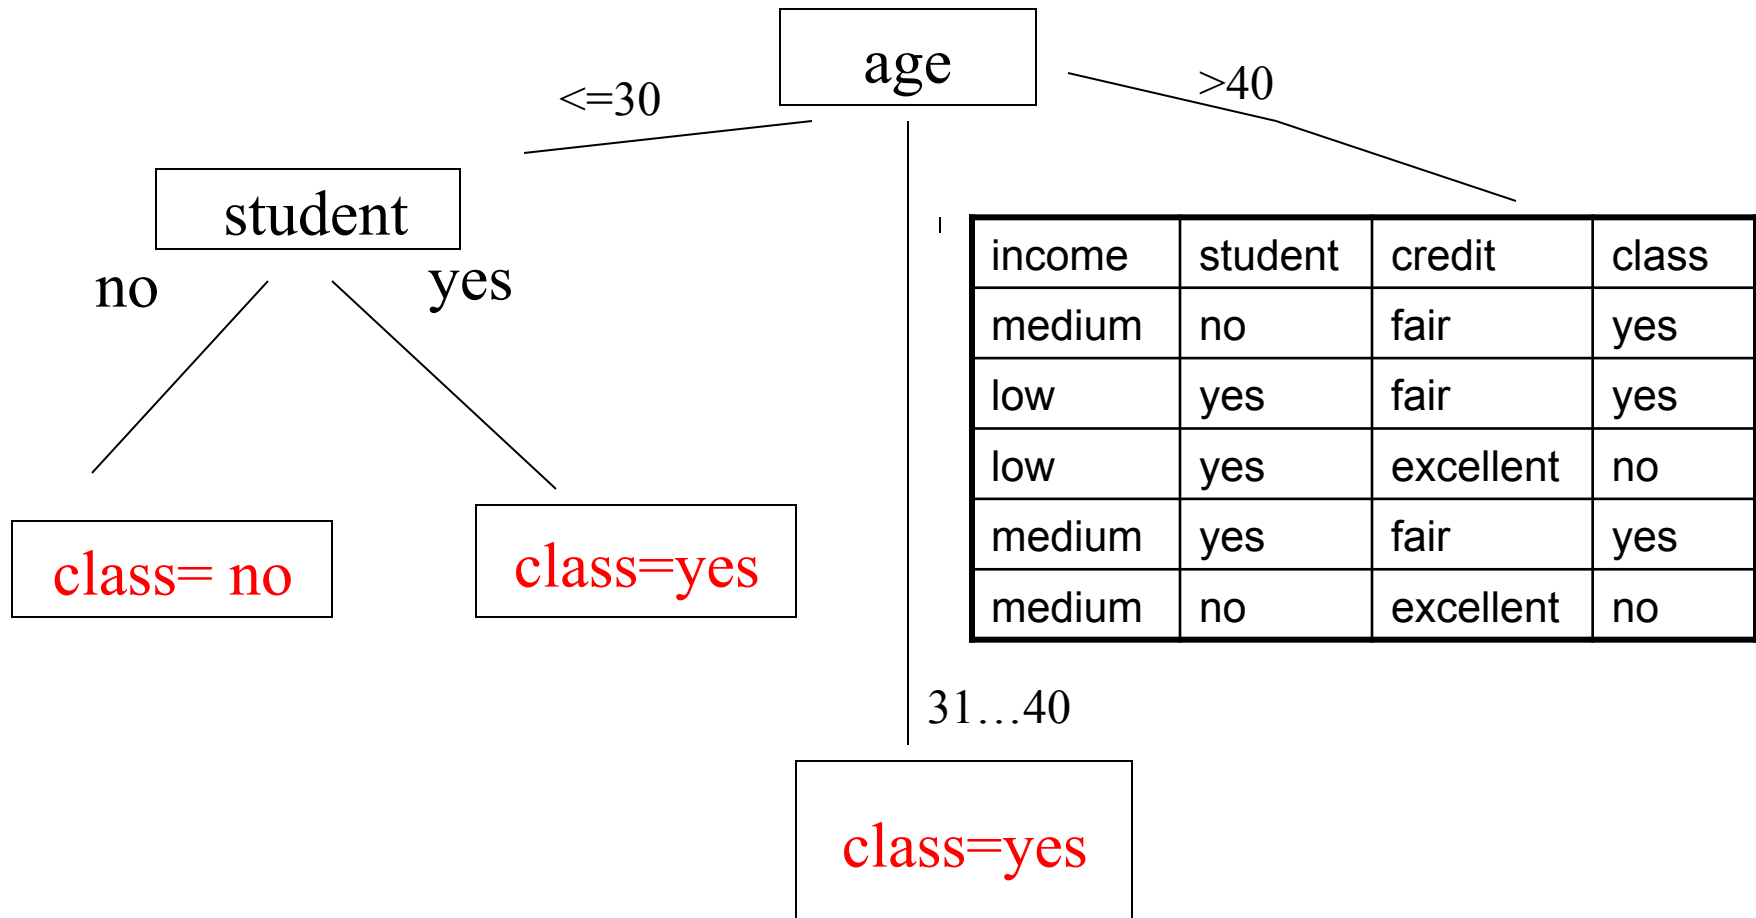 age
<=30
>40
student
no
yes
class= no
class=yes
income student credit class
medium no fair yes
low yes fair yes
low yes excellent no
medium yes fair yes
medium no excellent no
31…40
class=yes